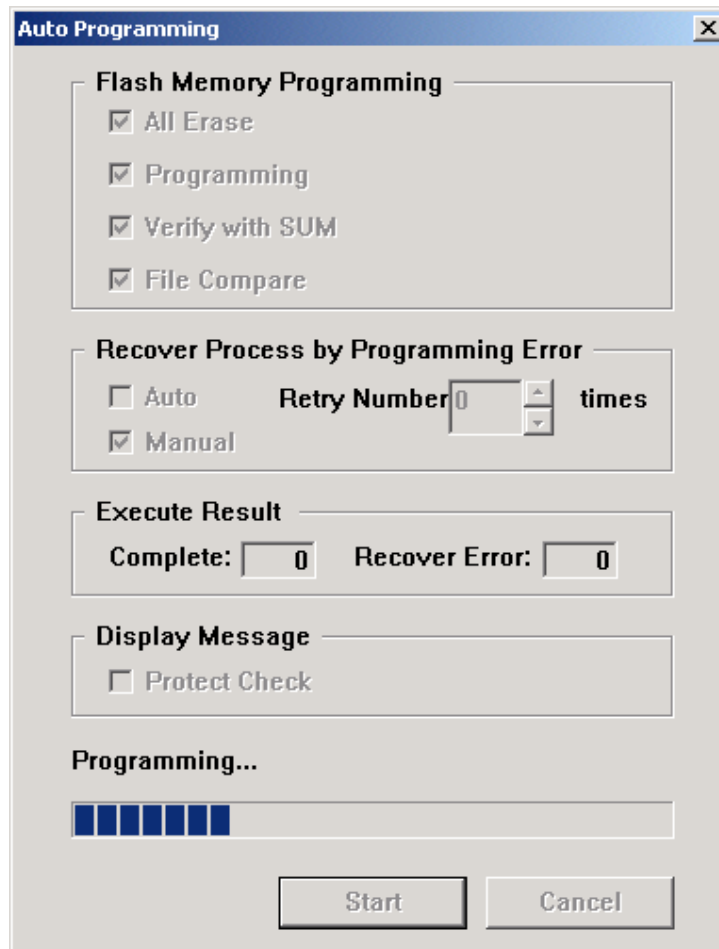 Auto Programming
Flash Memory Programming
All Erase
Programming
Verify with SUM
File Compare
Recover Process by Programming Error
Auto Retry Number 0 times
Manual
Execute Result
Complete: 0 Recover Error: 0
Display Message
Protect Check
Programming...
Start Cancel